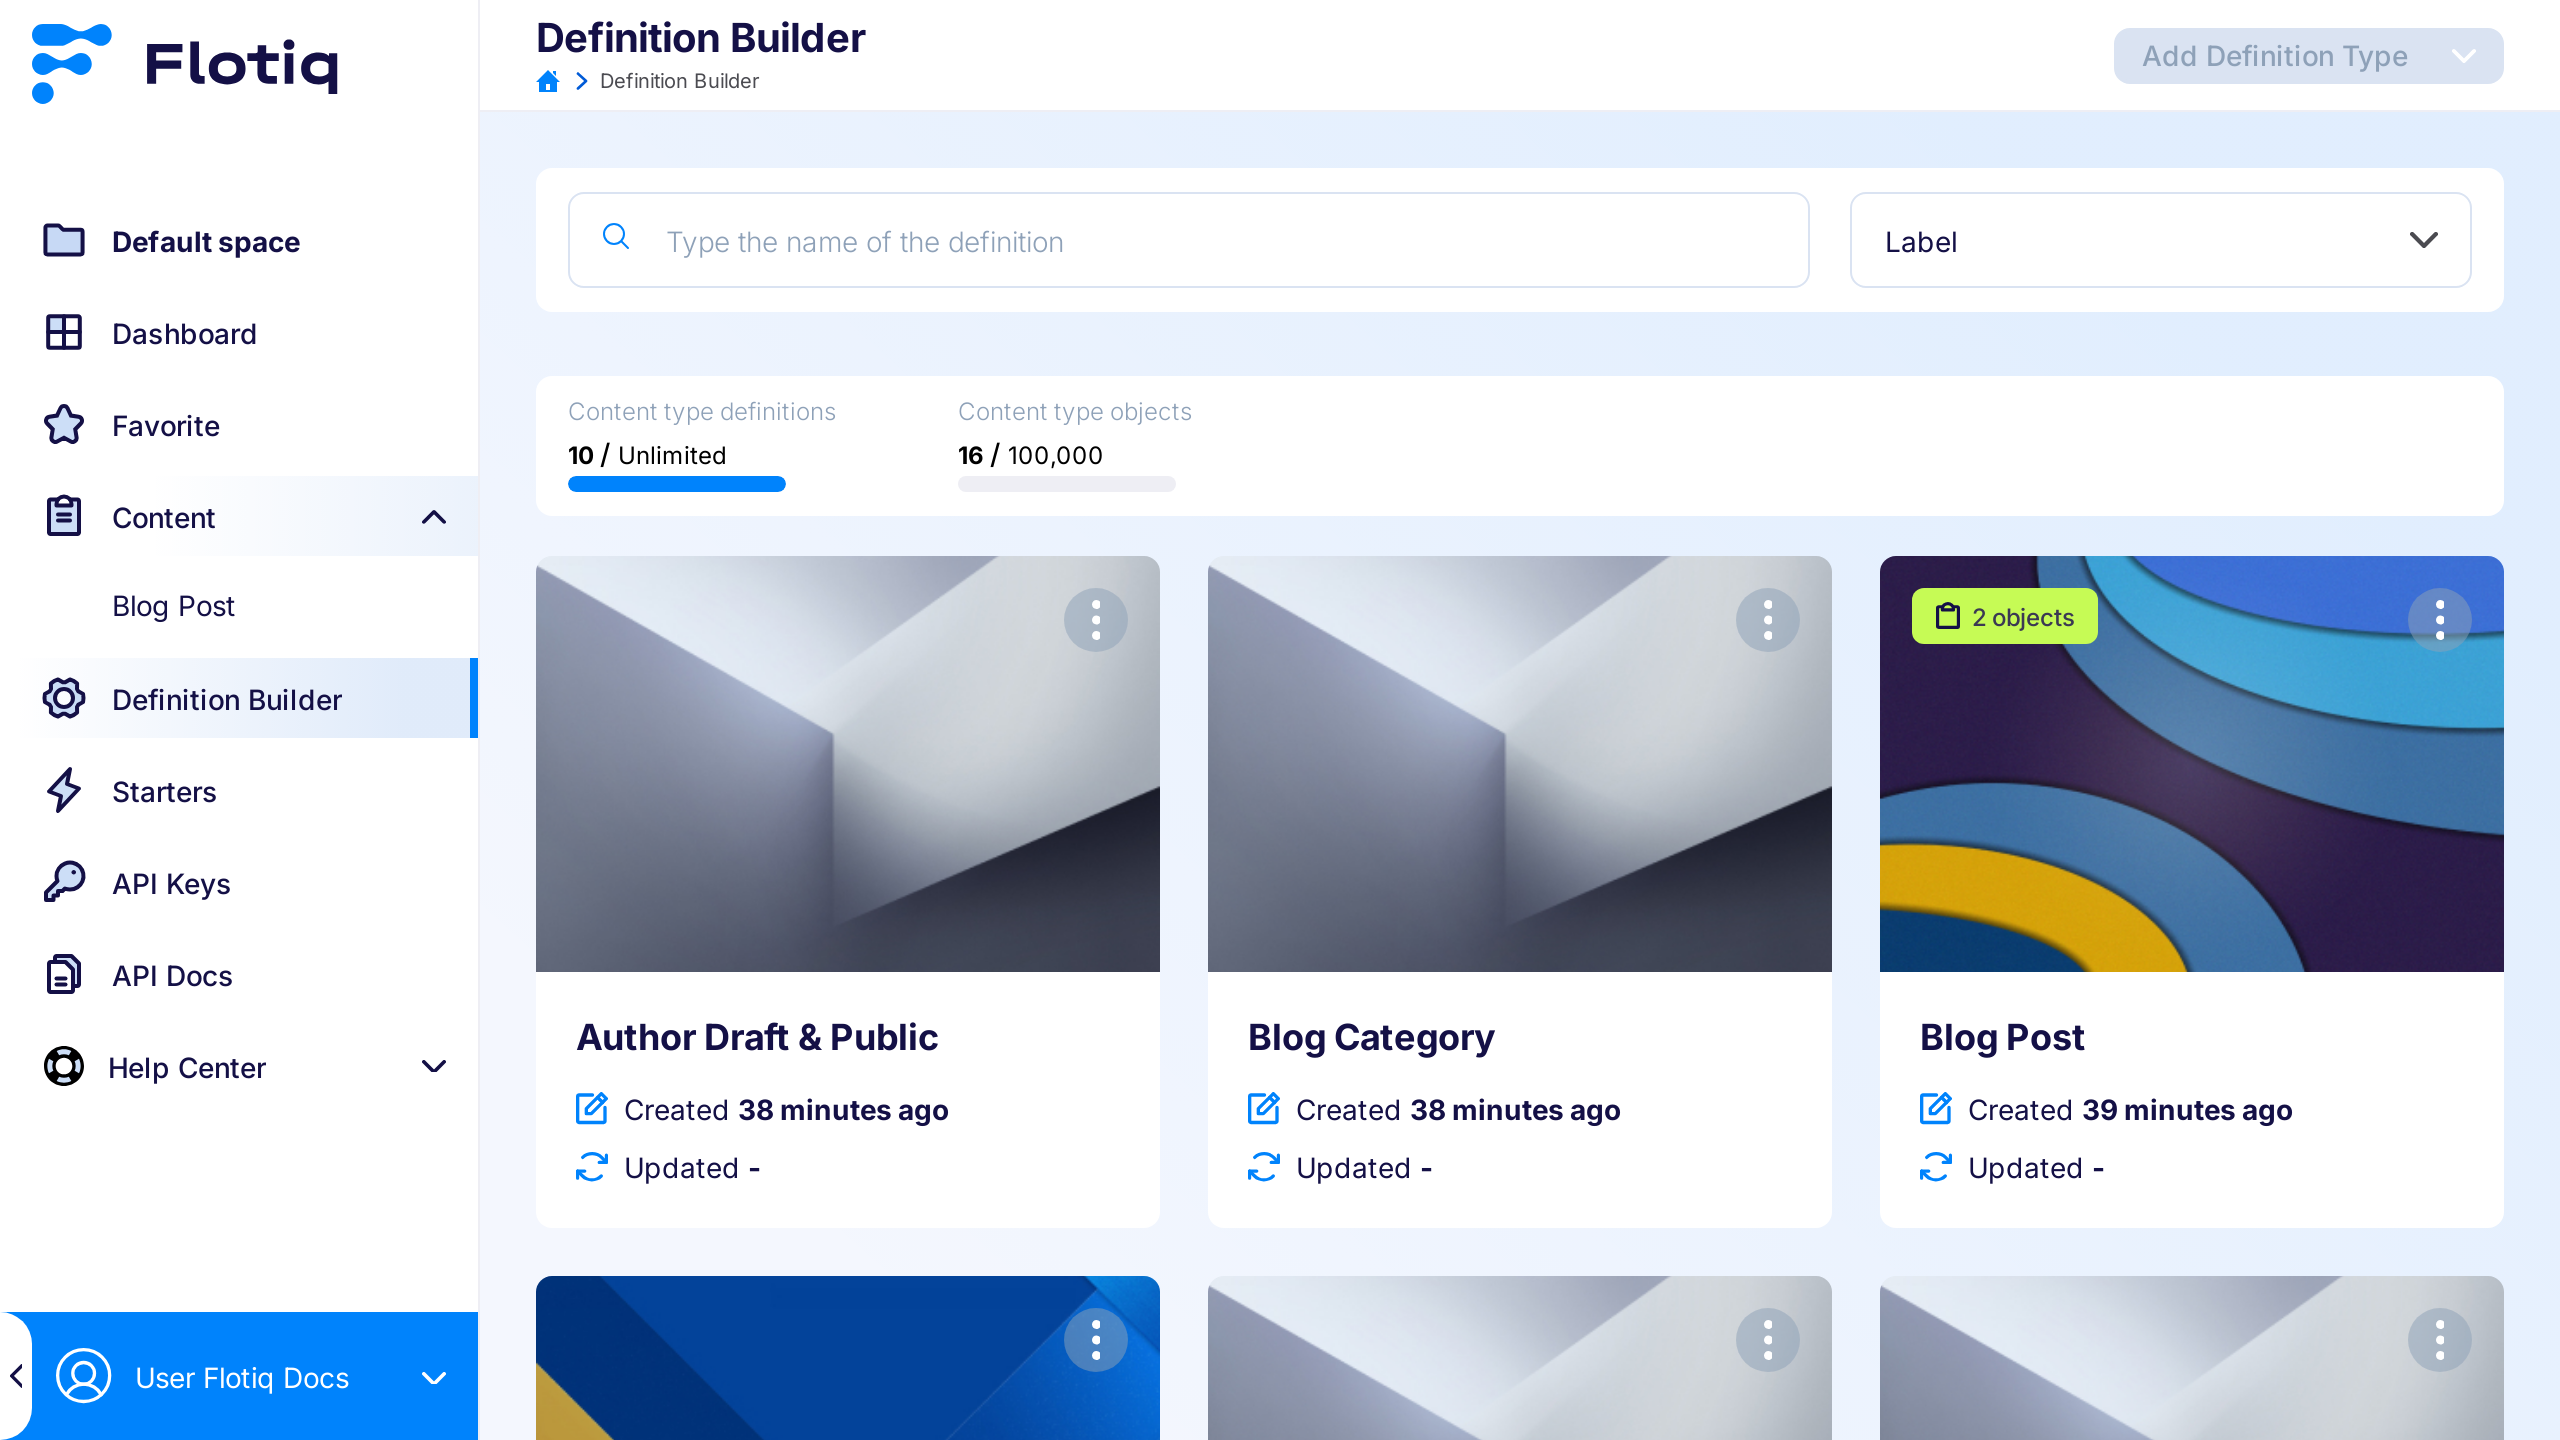 Flotiq
Default space
Dashboard
Favorite
Content
Blog Post
Definition Builder
Starters
API Keys
API Docs
Help Center
User Flotiq Docs
Definition Builder
Definition Builder
Add Definition Type
Type the name of the definition
Label
Content type definitions
10 / Unlimited
Content type objects
16 / 100,000
Author Draft & Public
Created 38 minutes ago
Updated -
Blog Category
Created 38 minutes ago
Updated -
2 objects
Blog Post
Created 39 minutes ago
Updated -